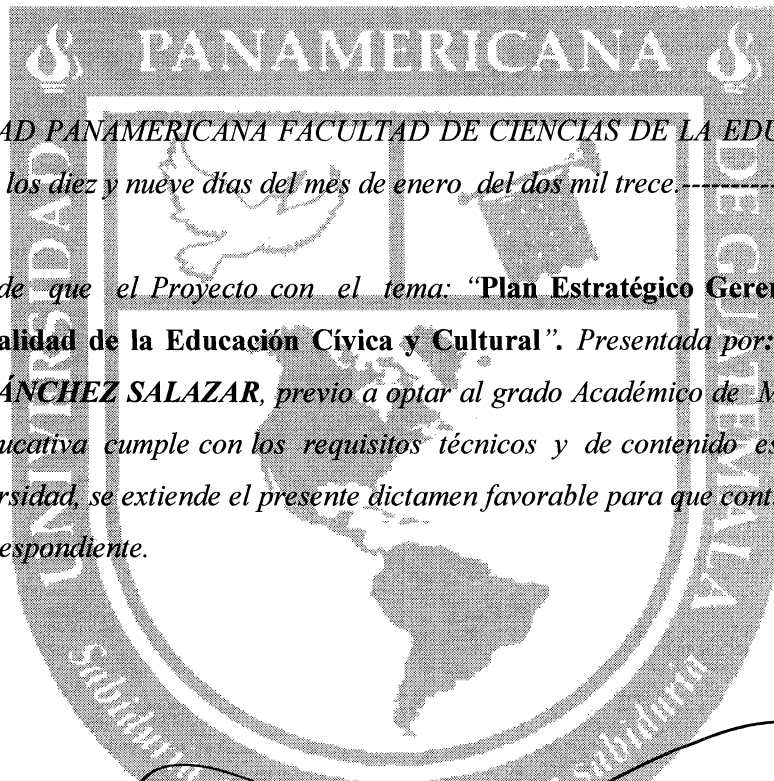 PANAMERICANA
UNIVERSIDAD
DE GUATEMALA
AD PANAMERICANA FACULTAD DE CIENCIAS DE LA EDU
los diez y nueve días del mes de enero del dos mil trece.----------
de que el Proyecto con el tema: “Plan Estratégico Geren
alidad de la Educación Cívica y Cultural”. Presentada por:
ÁNCHEZ SALAZAR, previo a optar al grado Académico de M
ucativa cumple con los requisitos técnicos y de contenido es
rsidad, se extiende el presente dictamen favorable para que cont
espondiente.
Sabiduría
sabiduría